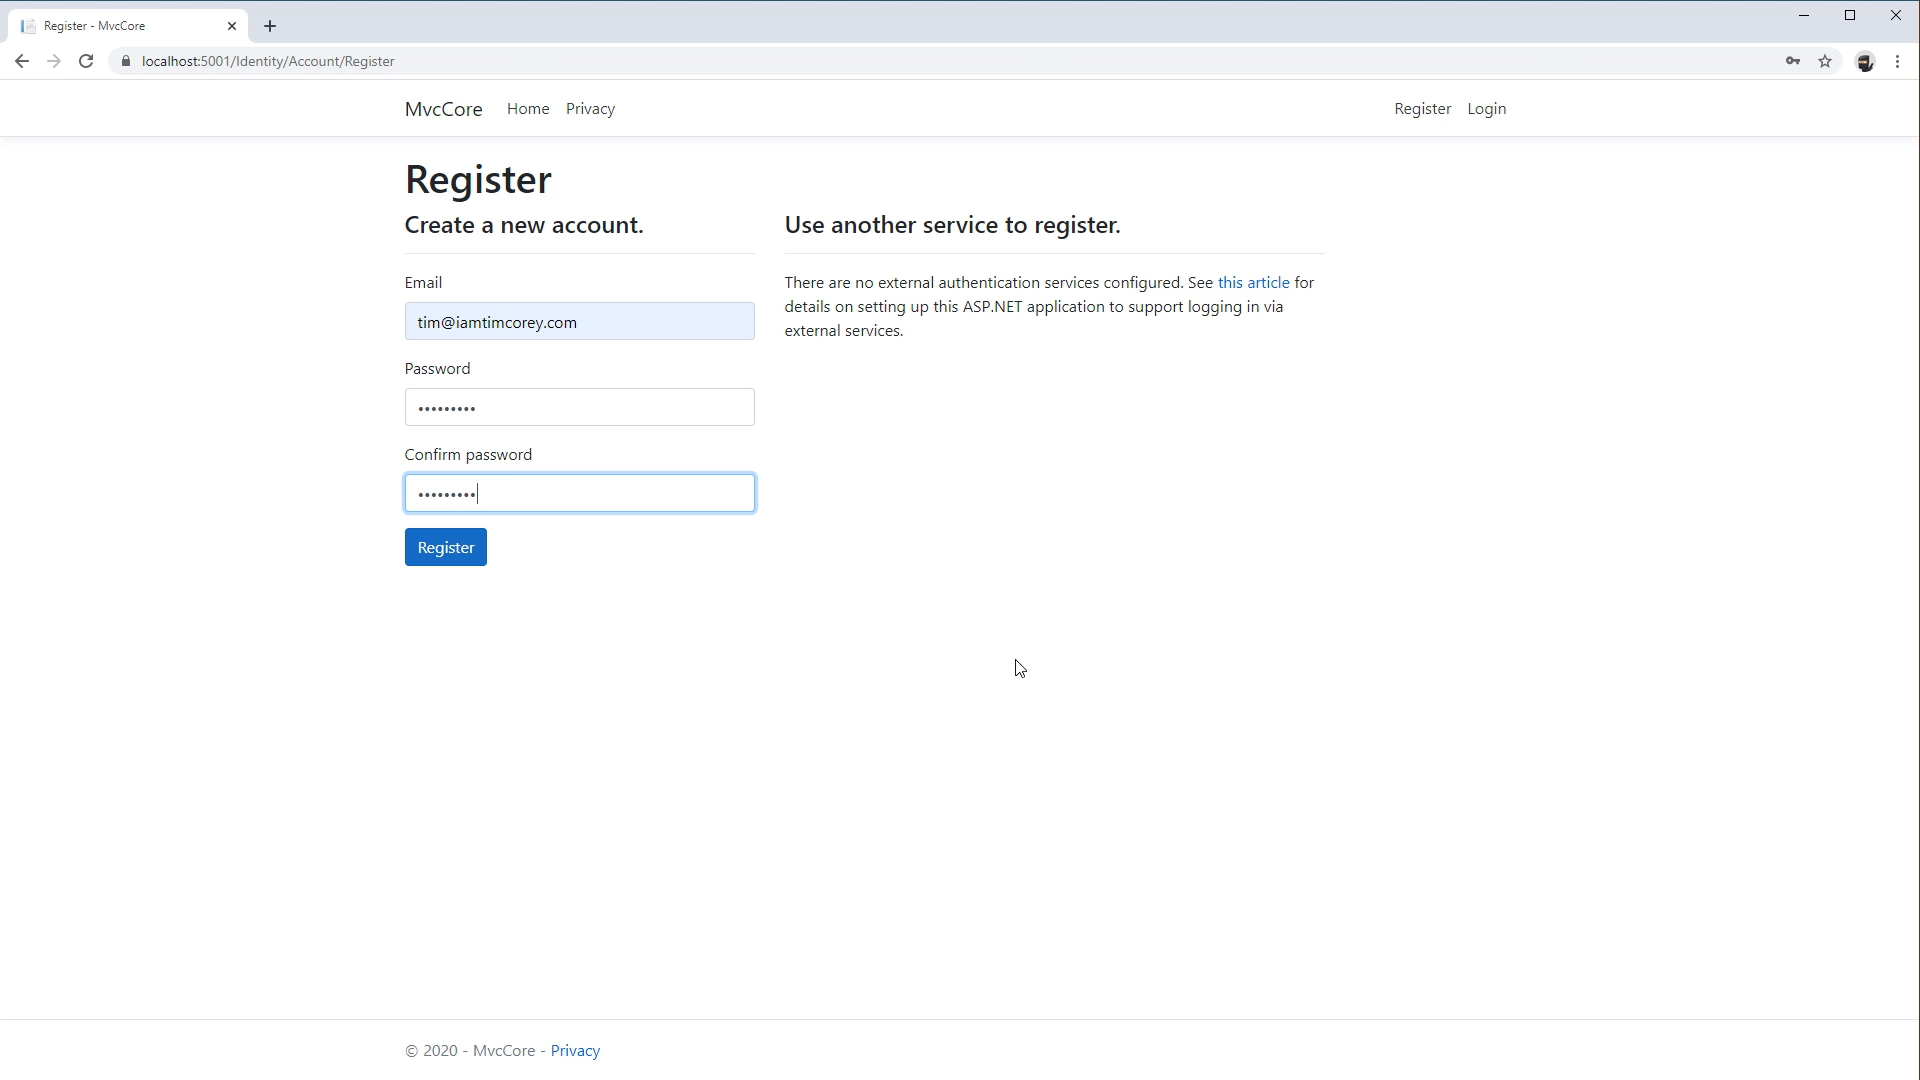 Register - MvcCore
localhost:5001/Identity/Account/Register
MvcCore Home Privacy Register Login
Register
Create a new account.
Email
tim@iamtimcorey.com
Password
•••••••••
Confirm password
•••••••••
Register
Use another service to register.
There are no external authentication services configured. See this article for
details on setting up this ASP.NET application to support logging in via
external services.
© 2020 - MvcCore - Privacy